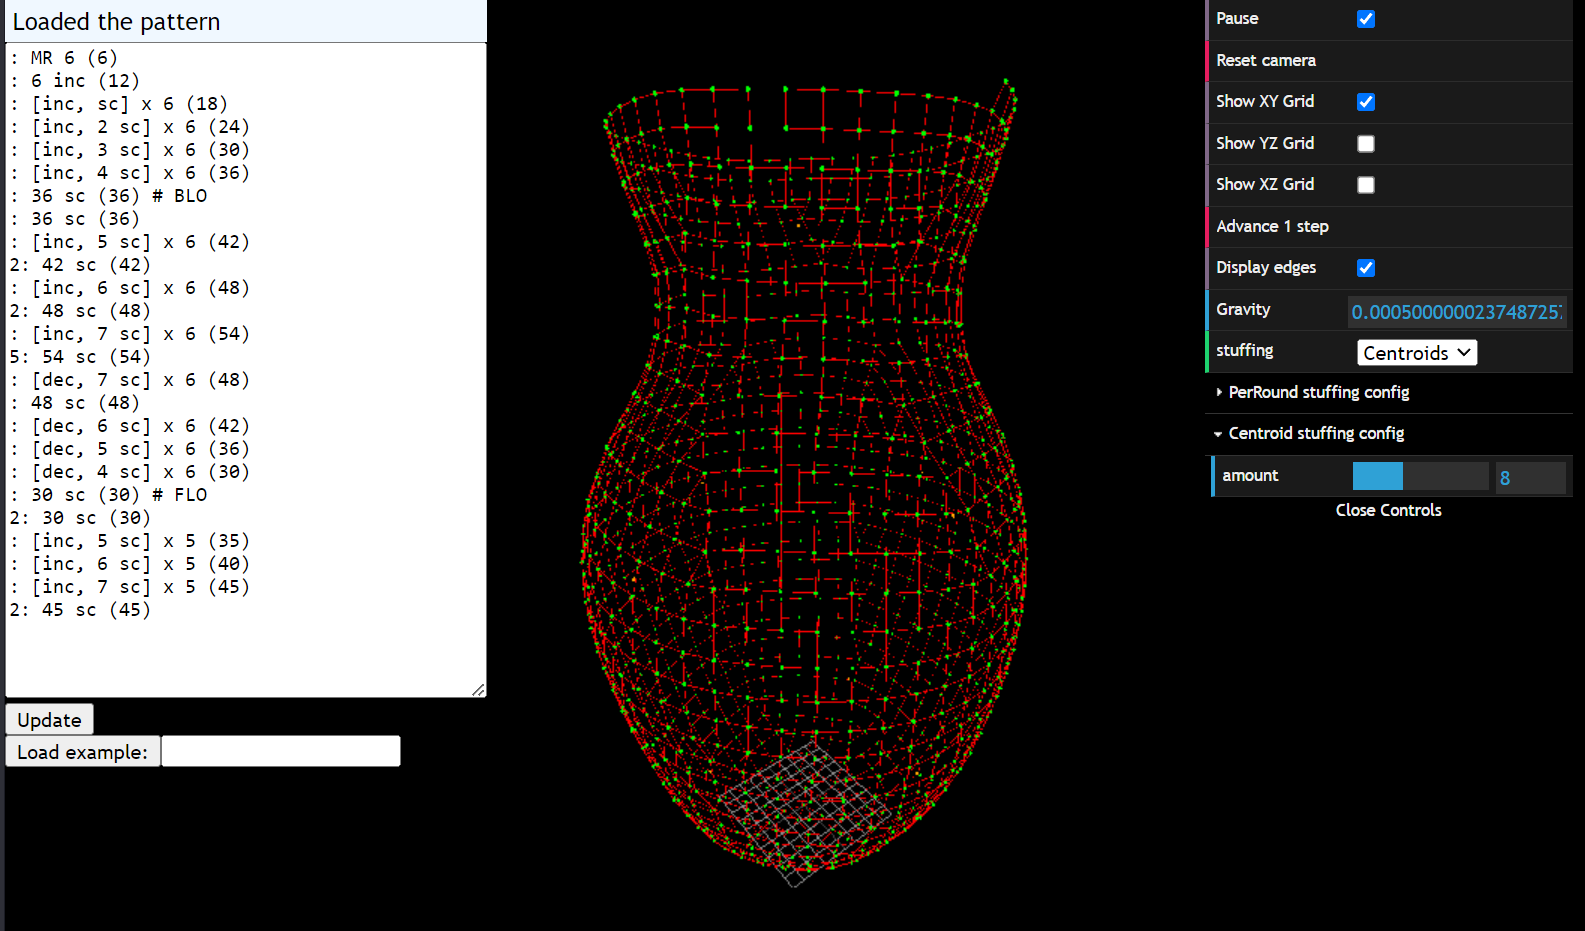 Loaded the pattern
: MR 6 (6)
: 6 inc (12)
: [inc, sc] x 6 (18)
: [inc, 2 sc] x 6 (24)
: [inc, 3 sc] x 6 (30)
: [inc, 4 sc] x 6 (36)
: 36 sc (36) # BLO
: 36 sc (36)
: [inc, 5 sc] x 6 (42)
2: 42 sc (42)
: [inc, 6 sc] x 6 (48)
2: 48 sc (48)
: [inc, 7 sc] x 6 (54)
5: 54 sc (54)
: [dec, 7 sc] x 6 (48)
: 48 sc (48)
: [dec, 6 sc] x 6 (42)
: [dec, 5 sc] x 6 (36)
: [dec, 4 sc] x 6 (30)
: 30 sc (30) # FLO
2: 30 sc (30)
: [inc, 5 sc] x 5 (35)
: [inc, 6 sc] x 5 (40)
: [inc, 7 sc] x 5 (45)
2: 45 sc (45)
Update
Load example:
Pause
Reset camera
Show XY Grid
Show YZ Grid
Show XZ Grid
Advance 1 step
Display edges
Gravity 0.000500000023748725
stuffing Centroids
PerRound stuffing config
Centroid stuffing config
amount 8
Close Controls